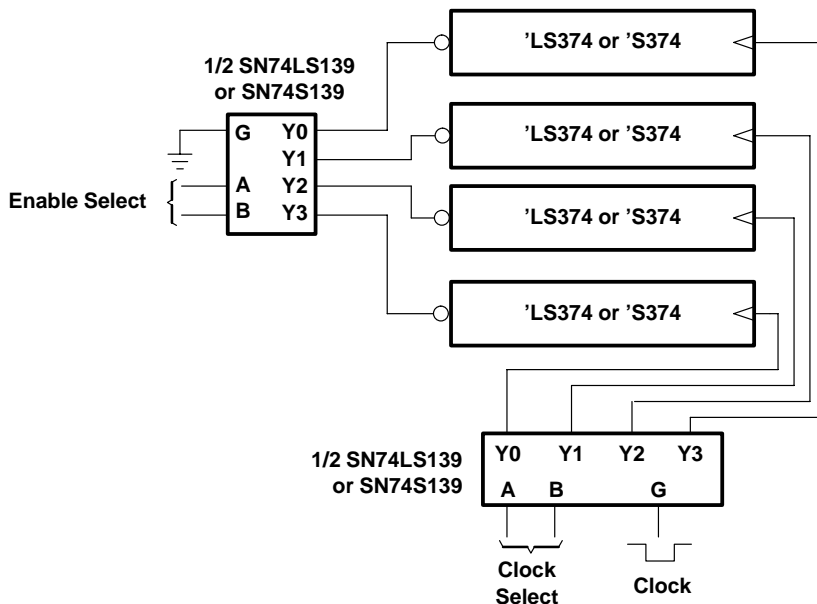 'LS374 or 'S374
1/2 SN74LS139
or SN74S139
G Y0
Y1
A Y2
B Y3
Enable Select
'LS374 or 'S374
'LS374 or 'S374
'LS374 or 'S374
1/2 SN74LS139
or SN74S139
Y0 Y1 Y2 Y3
A B G
Clock
Select
Clock